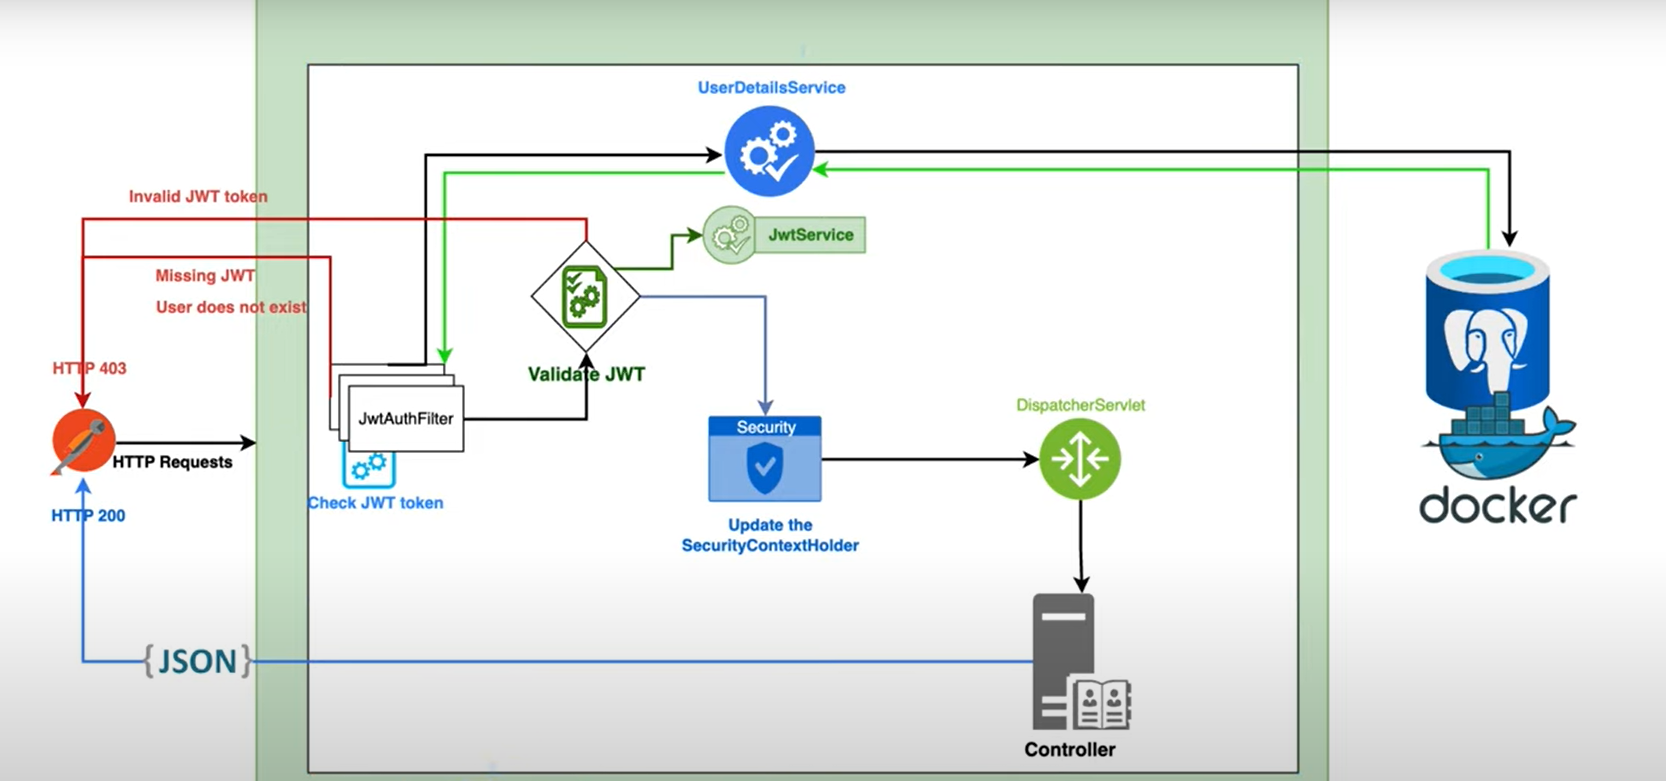 UserDetailsService
Invalid JWT token
JwtService
Missing JWT
User does not exist
HTTP 403
Validate JWT
JwtAuthFilter
DispatcherServlet
Security
HTTP Requests
Check JWT token
docker
HTTP 200
Update the
SecurityContextHolder
{JSON}
Controller